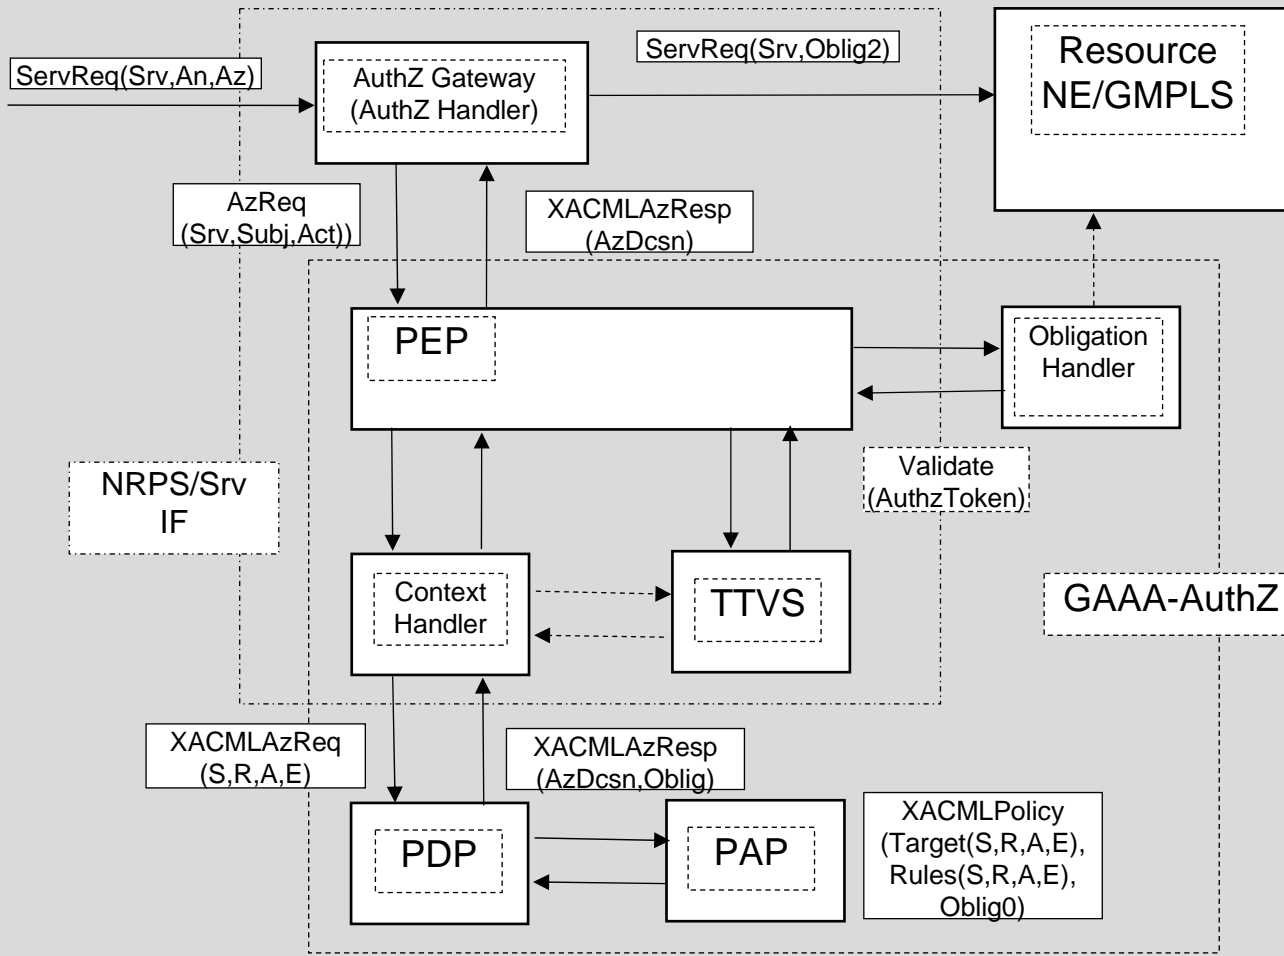 ServReq(Srv,An,Az)
AuthZ Gateway
(AuthZ Handler)
ServReq(Srv,Oblig2)
Resource
NE/GMPLS
AzReq
(Srv,Subj,Act))
XACMLAzResp
(AzDcsn)
PEP
Obligation
Handler
NRPS/Srv
IF
Validate
(AuthzToken)
Context
Handler
TTVS
GAAA-AuthZ
XACMLAzReq
(S,R,A,E)
XACMLAzResp
(AzDcsn,Oblig)
PDP
PAP
XACMLPolicy
(Target(S,R,A,E),
Rules(S,R,A,E),
Oblig0)